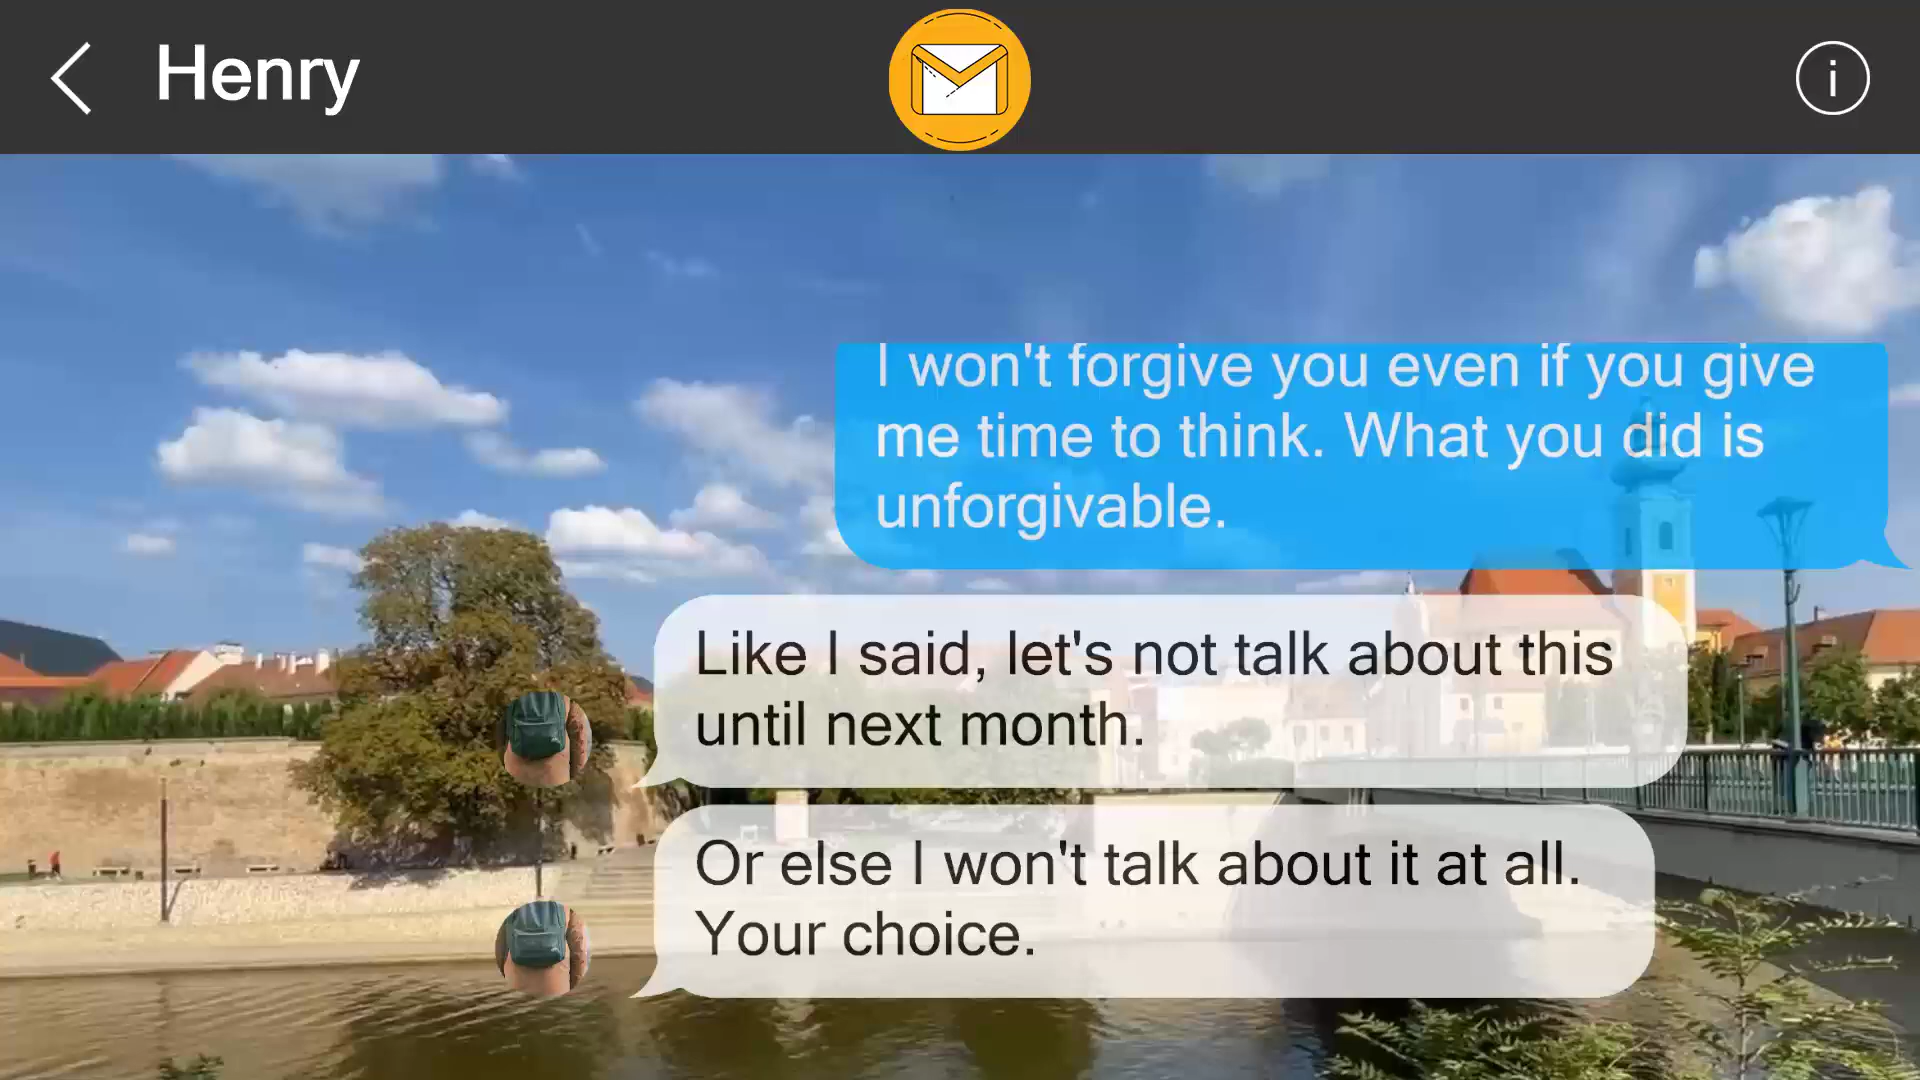 Henry
I won't forgive you even if you give
me time to think. What you did is
unforgivable.
Like I said, let's not talk about this
until next month.
Or else I won't talk about it at all.
Your choice.